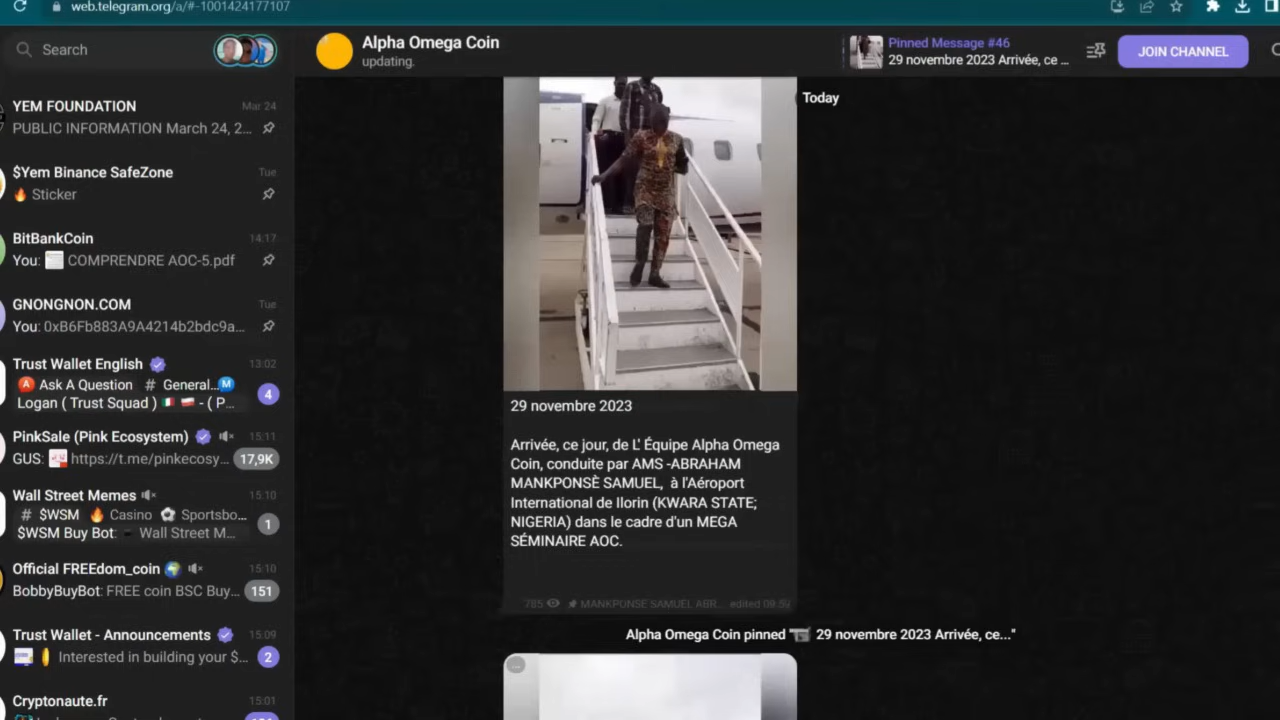 web.telegram.org/a/#-1001424177107
Search
Alpha Omega Coin
updating.
Pinned Message #46
29 novembre 2023 Arrivée, ce ...
JOIN CHANNEL
YEM FOUNDATION
Mar 24
PUBLIC INFORMATION March 24, 2...
$Yem Binance SafeZone
Tue
🔥 Sticker
BitBankCoin
14:17
You: COMPRENDRE AOC-5.pdf
GNONGNON.COM
Tue
You: 0xB6Fb883A9A4214b2bdc9a...
Trust Wallet English
13:02
A Ask A Question # General...M
Logan ( Trust Squad ) 🇮🇹 - ( P...
4
PinkSale (Pink Ecosystem)
15:11
GUS: https://t.me/pinkecosy...
17,9K
Wall Street Memes
15:10
# $WSM 🔥 Casino ⚽ Sportsbo...
$WSM Buy Bot: Wall Street M...
1
Official FREEdom_coin 🌍
15:10
BobbyBuyBot: FREE coin BSC Buy...
151
Trust Wallet - Announcements
15:09
Interested in building your $...
2
Cryptonaute.fr
15:01
Today
29 novembre 2023
Arrivée, ce jour, de L' Équipe Alpha Omega
Coin, conduite par AMS -ABRAHAM
MANKPONSÈ SAMUEL, à l'Aéroport
International de Ilorin (KWARA STATE;
NIGERIA) dans le cadre d'un MEGA
SÉMINAIRE AOC.
785 MANKPONSE SAMUEL ABR... edited 09:59
Alpha Omega Coin pinned 29 novembre 2023 Arrivée, ce..."